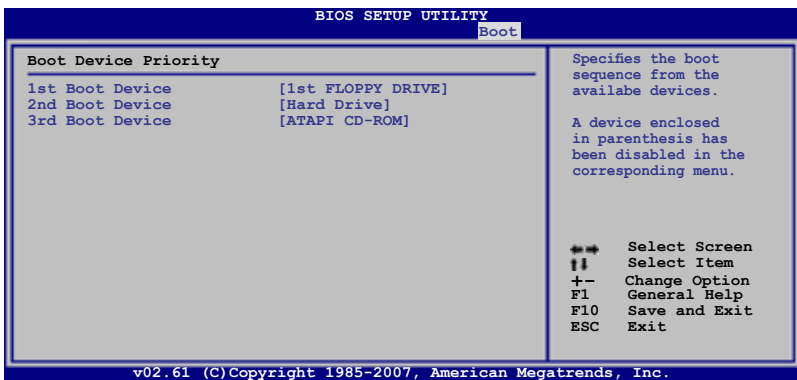 BIOS SETUP UTILITY
Boot
Boot Device Priority
1st Boot Device [1st FLOPPY DRIVE]
2nd Boot Device [Hard Drive]
3rd Boot Device [ATAPI CD-ROM]
Specifies the boot
sequence from the
availabe devices.
A device enclosed
in parenthesis has
been disabled in the
corresponding menu.
Select Screen
Select Item
+- Change Option
F1 General Help
F10 Save and Exit
ESC Exit
v02.61 (C)Copyright 1985-2007, American Megatrends, Inc.